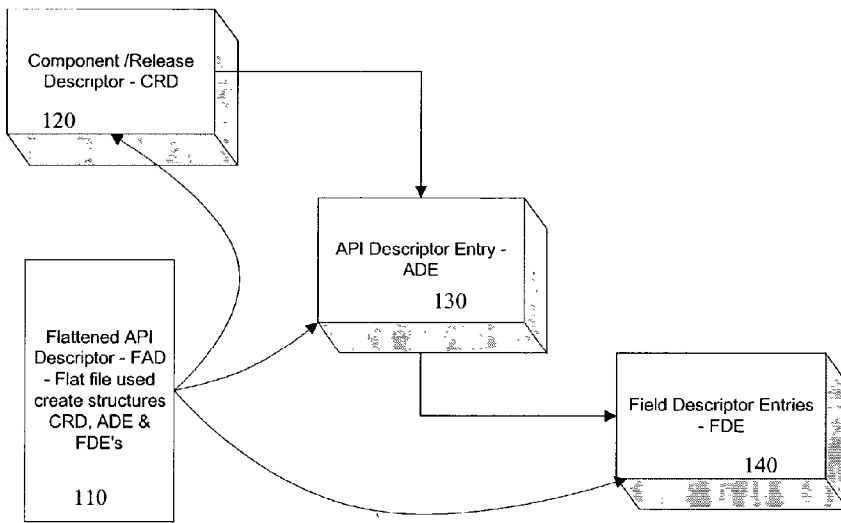 Component /Release
Descriptor - CRD
120
API Descriptor Entry -
ADE
130
Flattened API
Descriptor - FAD
- Flat file used
create structures
CRD, ADE &
FDE's
110
Field Descriptor Entries
- FDE
140